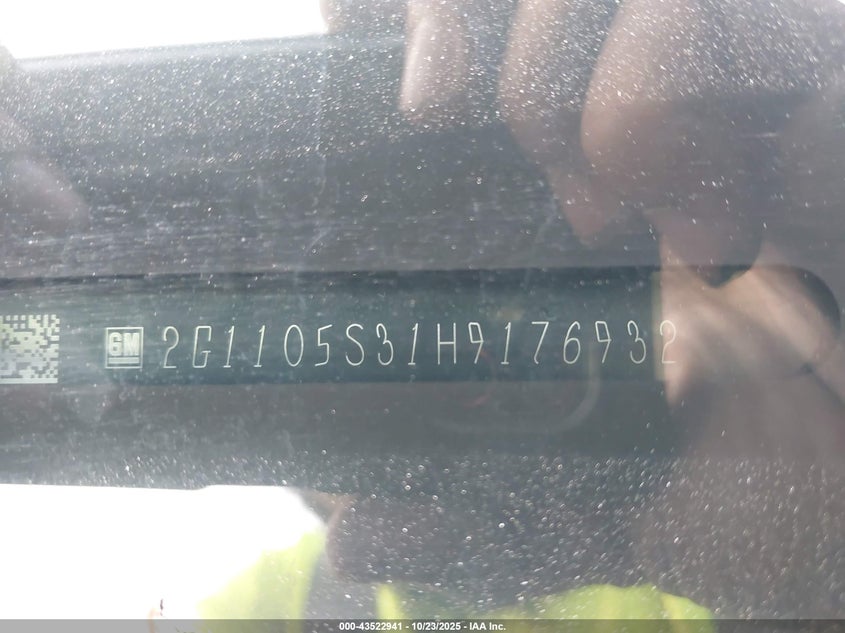 GM 2G1105S31H9176932
000-43522941 - 10/23/2025 - IAA Inc.